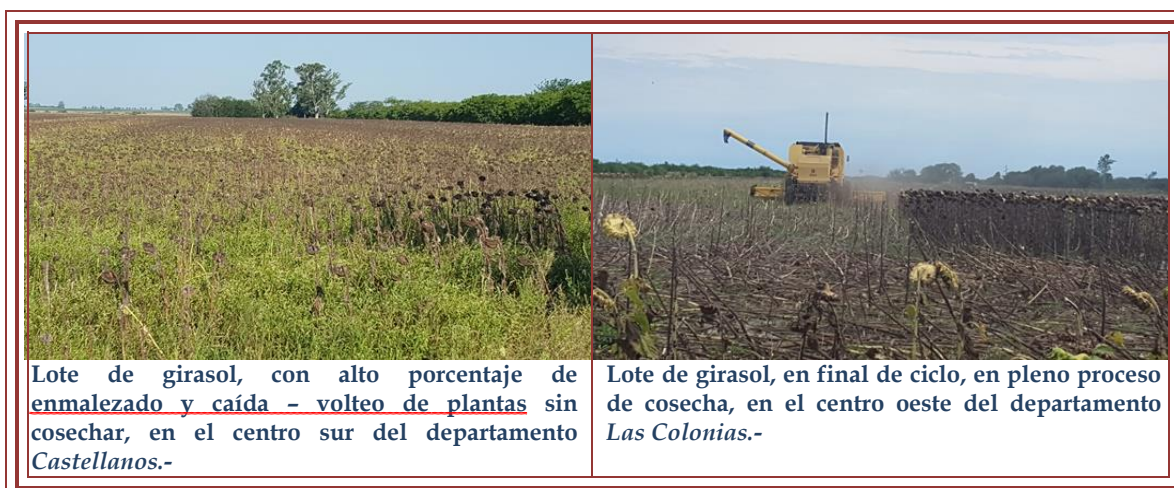 Lote de girasol, con alto porcentaje de
enmalezado y caída – volteo de plantas sin
cosechar, en el centro sur del departamento
Castellanos.-
Lote de girasol, en final de ciclo, en pleno proceso
de cosecha, en el centro oeste del departamento
Las Colonias.-